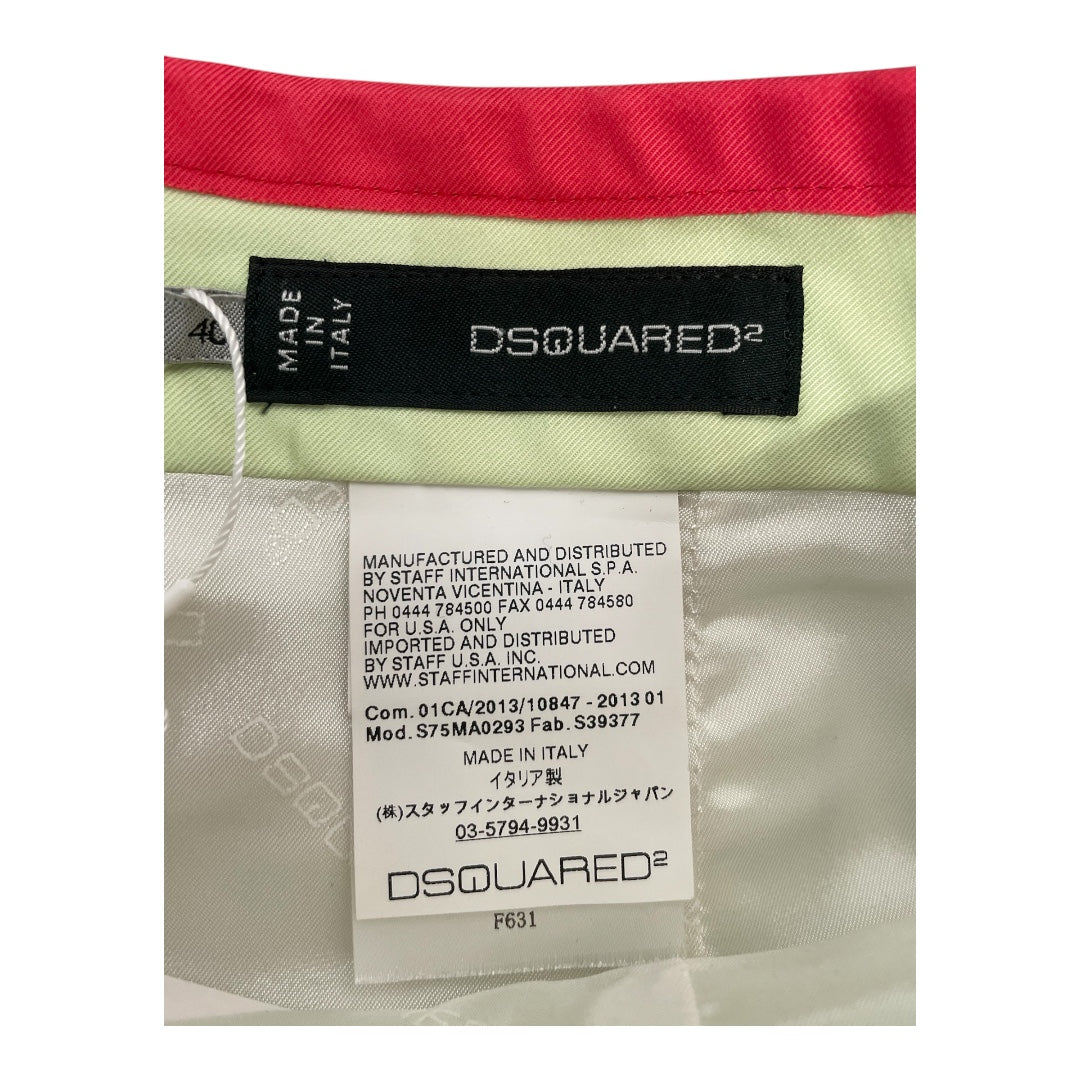 40
MADE
IN
ITALY
DSQUARED2
MANUFACTURED AND DISTRIBUTED
BY STAFF INTERNATIONAL S.P.A.
NOVENTA VICENTINA - ITALY
PH 0444 784500 FAX 0444 784580
FOR U.S.A. ONLY
IMPORTED AND DISTRIBUTED
BY STAFF U.S.A. INC.
WWW.STAFFINTERNATIONAL.COM
Com. 01CA/2013/10847 - 2013 01
Mod. S75MA0293 Fab. S39377
MADE IN ITALY
イタリア製
(株)スタッフインターナショナルジャパン
03-5794-9931
DSQUARED2
F631